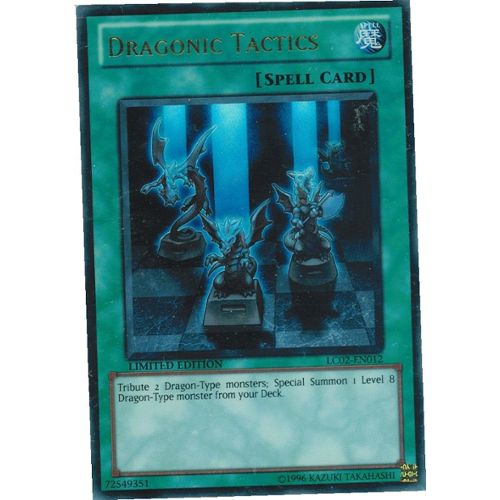 DRAGONIC TACTICS
[SPELL CARD]
LIMITED EDITION LC02-EN012
Tribute 2 Dragon-Type monsters; Special Summon 1 Level 8
Dragon-Type monster from your Deck.
72549351 ©1996 KAZUKI TAKAHASHI